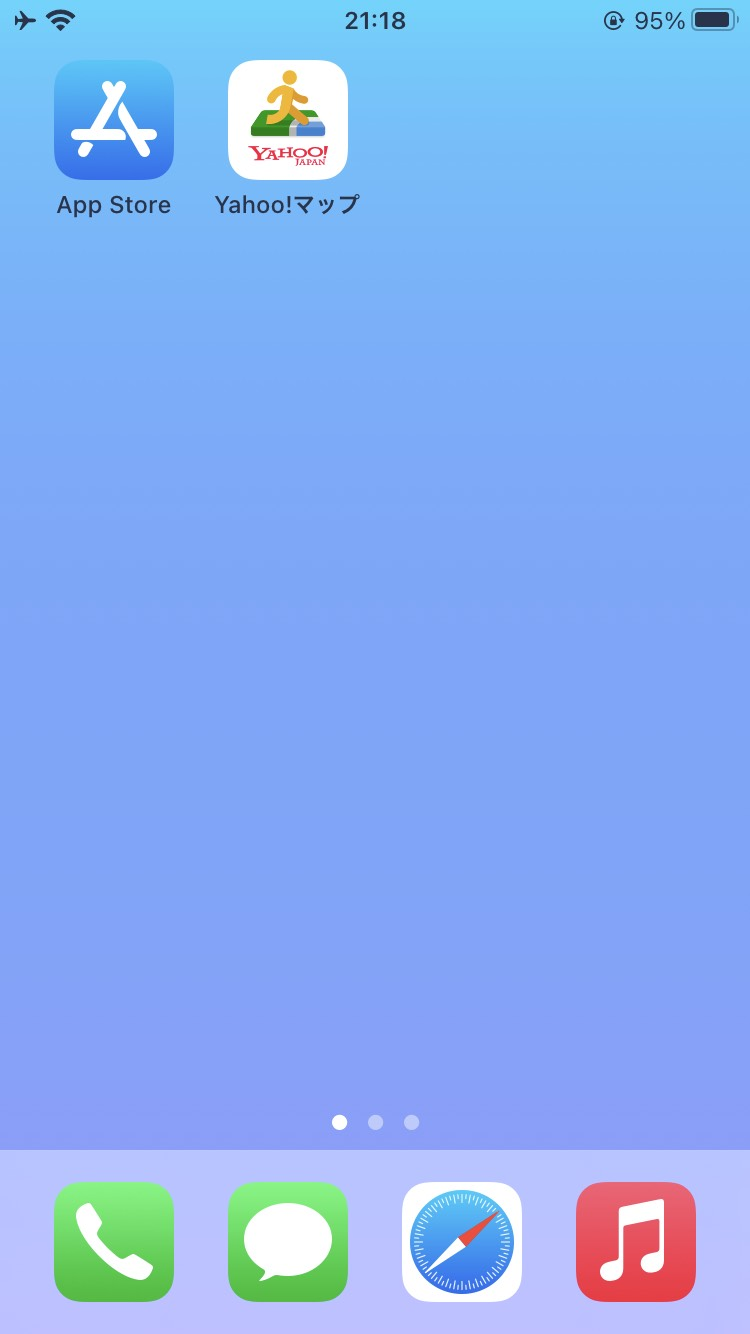 21:18
95%
YAHOO!
JAPAN
App Store
Yahoo!マップ